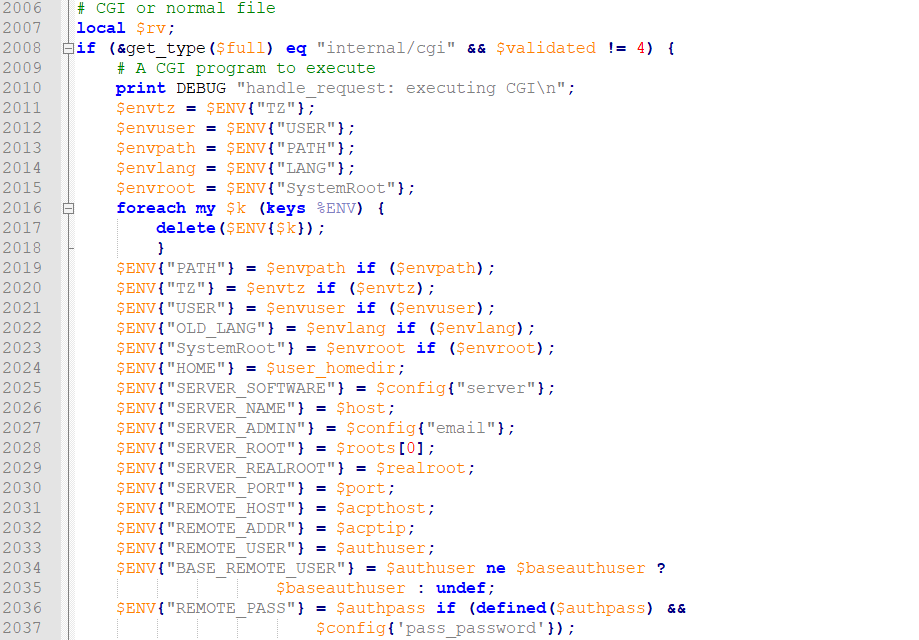 2006 # CGI or normal file
2007 local $rv;
2008 if (&get_type($full) eq "internal/cgi" && $validated != 4) {
2009     # A CGI program to execute
2010     print DEBUG "handle_request: executing CGI\n";
2011     $envtz = $ENV{"TZ"};
2012     $envuser = $ENV{"USER"};
2013     $envpath = $ENV{"PATH"};
2014     $envlang = $ENV{"LANG"};
2015     $envroot = $ENV{"SystemRoot"};
2016     foreach my $k (keys %ENV) {
2017         delete($ENV{$k});
2018         }
2019     $ENV{"PATH"} = $envpath if ($envpath);
2020     $ENV{"TZ"} = $envtz if ($envtz);
2021     $ENV{"USER"} = $envuser if ($envuser);
2022     $ENV{"OLD_LANG"} = $envlang if ($envlang);
2023     $ENV{"SystemRoot"} = $envroot if ($envroot);
2024     $ENV{"HOME"} = $user_homedir;
2025     $ENV{"SERVER_SOFTWARE"} = $config{"server"};
2026     $ENV{"SERVER_NAME"} = $host;
2027     $ENV{"SERVER_ADMIN"} = $config{"email"};
2028     $ENV{"SERVER_ROOT"} = $roots[0];
2029     $ENV{"SERVER_REALROOT"} = $realroot;
2030     $ENV{"SERVER_PORT"} = $port;
2031     $ENV{"REMOTE_HOST"} = $acpthost;
2032     $ENV{"REMOTE_ADDR"} = $acptip;
2033     $ENV{"REMOTE_USER"} = $authuser;
2034     $ENV{"BASE_REMOTE_USER"} = $authuser ne $baseauthuser ?
2035                     $baseauthuser : undef;
2036     $ENV{"REMOTE_PASS"} = $authpass if (defined($authpass) &&
2037                         $config{'pass_password'});